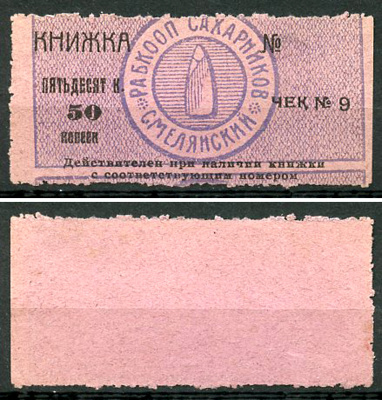 КНИЖКА №
РАБКООП САХАРНИКОВ
СМЕЛЯНСКИЙ
ПЯТЬДЕСЯТ К.
50
копеек
ЧЕК № 9
Действителен при наличии книжки
с соответствующим номером